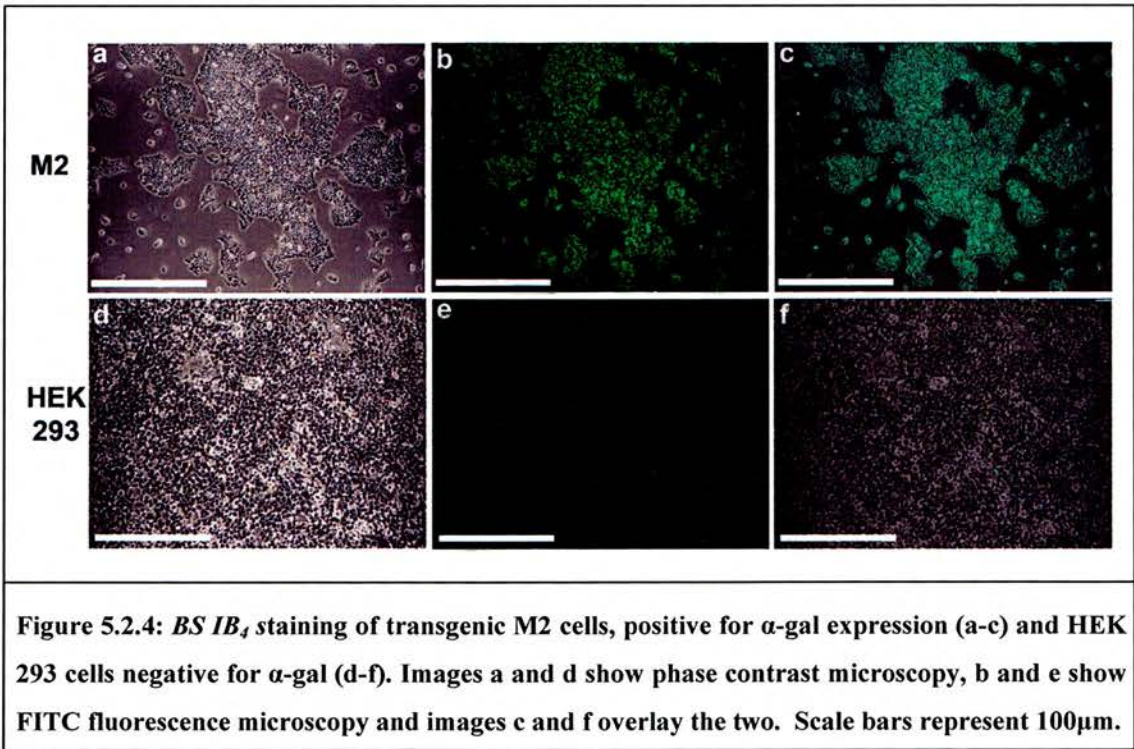 a
b
c
M2
d
e
f
HEK
293
Figure 5.2.4: BS IB₄ staining of transgenic M2 cells, positive for α-gal expression (a-c) and HEK
293 cells negative for α-gal (d-f). Images a and d show phase contrast microscopy, b and e show
FITC fluorescence microscopy and images c and f overlay the two. Scale bars represent 100μm.